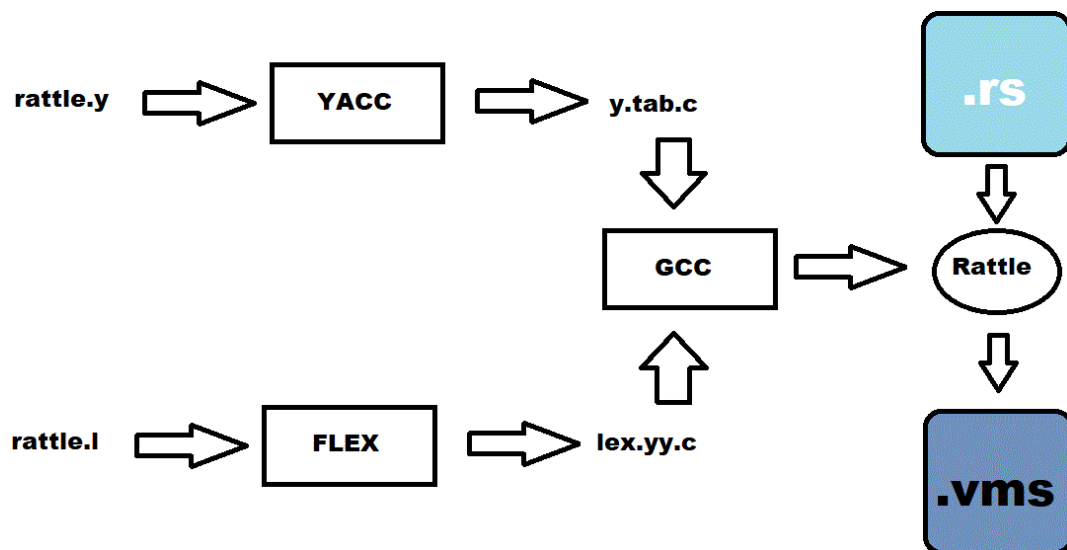 rattle.y
YACC
y.tab.c
.rs
GCC
Rattle
rattle.l
FLEX
lex.yy.c
.vms